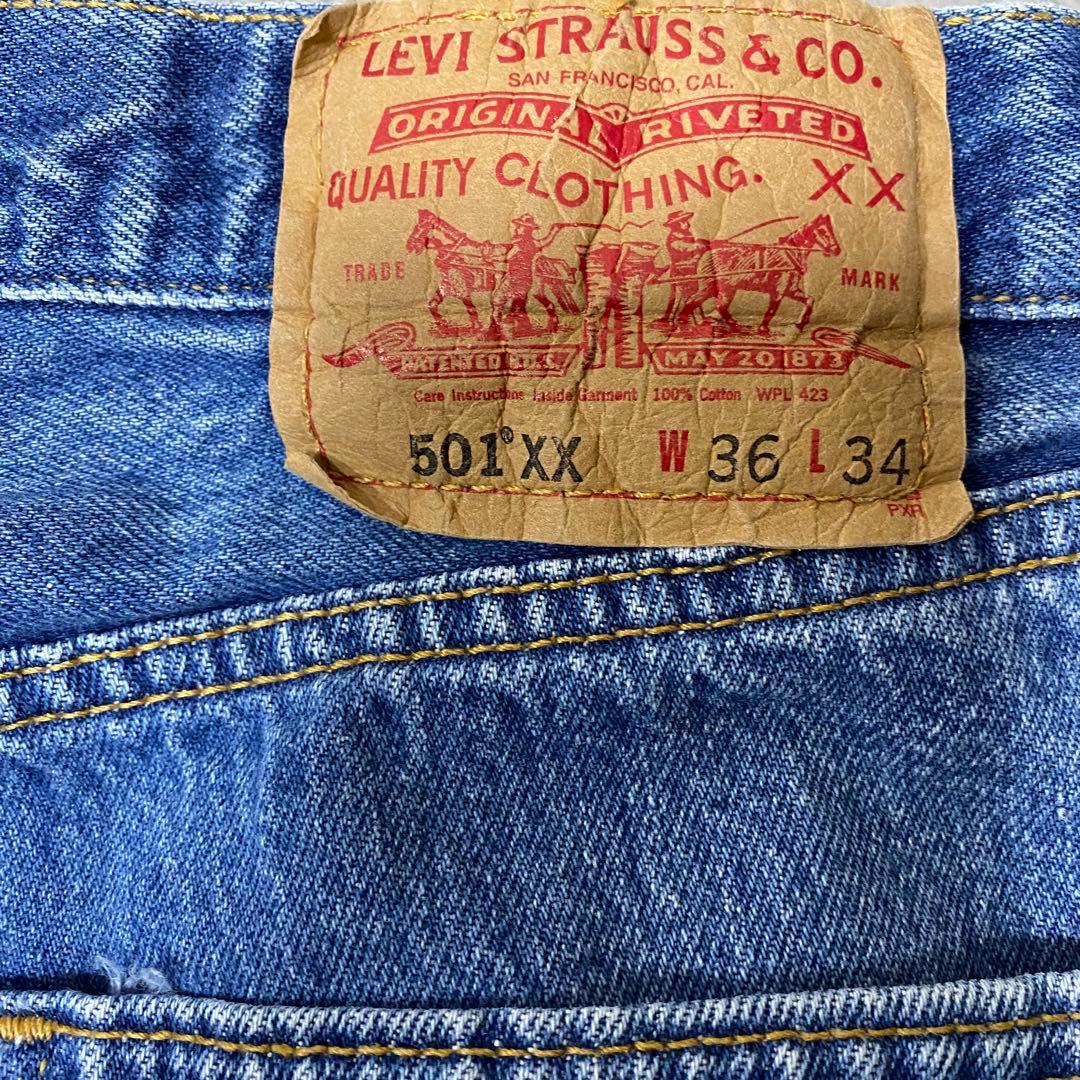 LEVI STRAUSS & CO.
SAN FRANCISCO, CAL.
ORIGINAL RIVETED
QUALITY CLOTHING. XX
TRADE MARK
PATENTED U.S. MAY 20 1873
Care Instructions Inside Garment 100% Cotton WPL 423
501® XX W 36 L 34
PXR